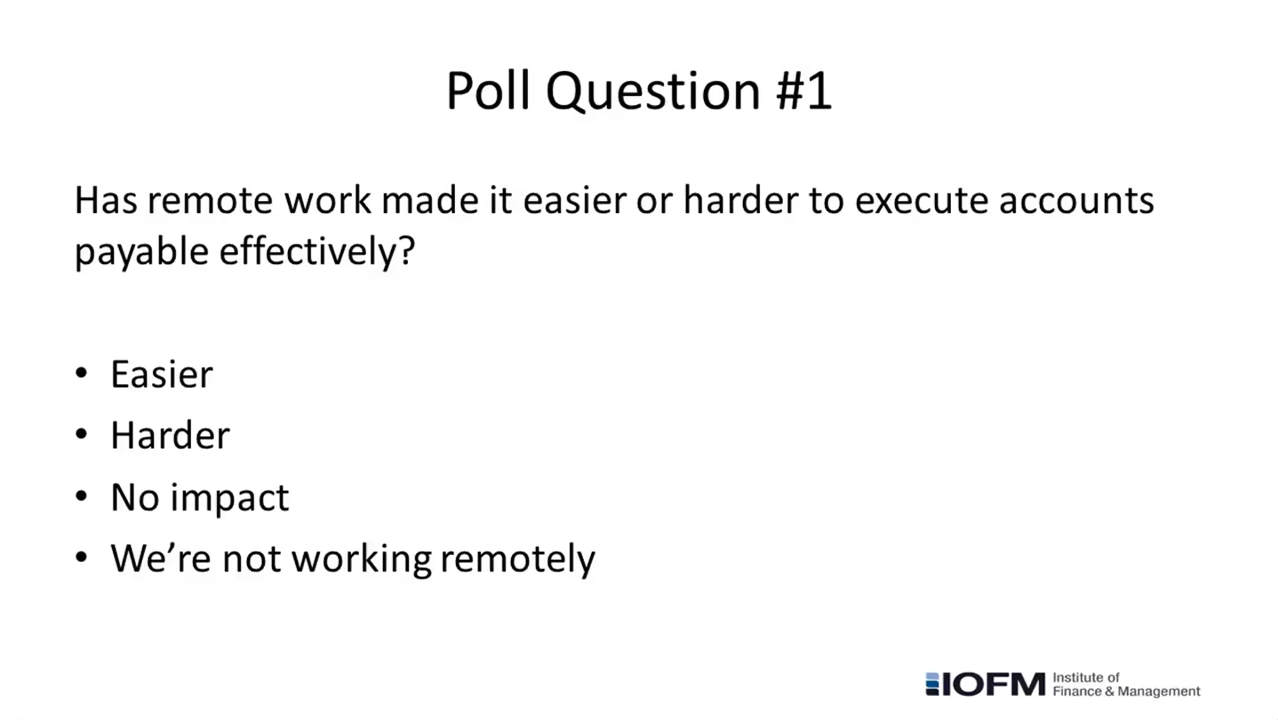 Poll Question #1
Has remote work made it easier or harder to execute accounts
payable effectively?
• Easier
• Harder
• No impact
• We’re not working remotely
IOFM Institute of
Finance & Management